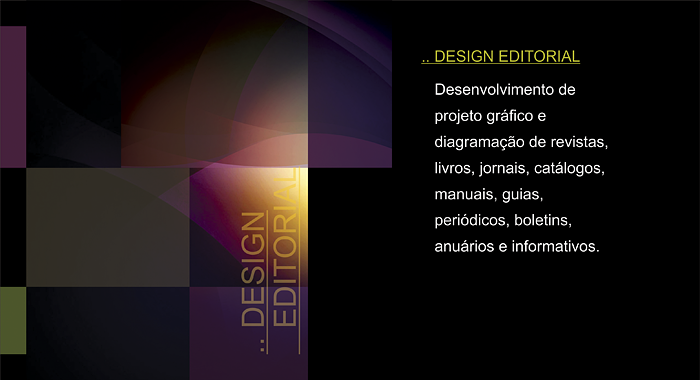 .. DESIGN EDITORIAL
Desenvolvimento de
projeto gráfico e
diagramação de revistas,
livros, jornais, catálogos,
manuais, guias,
periódicos, boletins,
anuários e informativos.
.. DESIGN
EDITORIAL